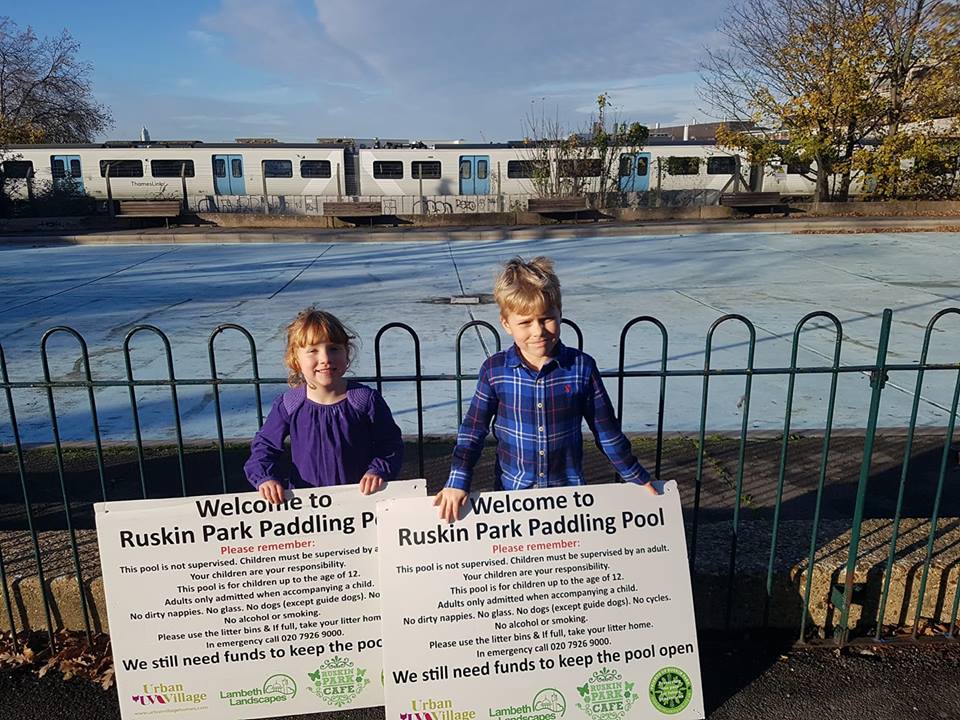 ThamesLink
Welcome to
Ruskin Park Paddling P
Please remember:
This pool is not supervised. Children must be supervised by a
Your children are your responsibility.
This pool is for children up to the age of 12.
Adults only admitted when accompanying a child.
No dirty nappies. No glass. No dogs (except guide dogs). No
No alcohol or smoking.
Please use the litter bins & If full, take your litter home.
In emergency call 020 7926 9000.
We still need funds to keep the pool
Urban
Village
Lambeth
Landscapes
RUSKIN
PARK
CAFE
Welcome to
Ruskin Park Paddling Pool
Please remember:
This pool is not supervised. Children must be supervised by an adult.
Your children are your responsibility.
This pool is for children up to the age of 12.
Adults only admitted when accompanying a child.
No dirty nappies. No glass. No dogs (except guide dogs). No cycles.
No alcohol or smoking.
Please use the litter bins & If full, take your litter home.
In emergency call 020 7926 9000.
We still need funds to keep the pool open
Urban
Village
Lambeth
Landscapes
RUSKIN
PARK
CAFE